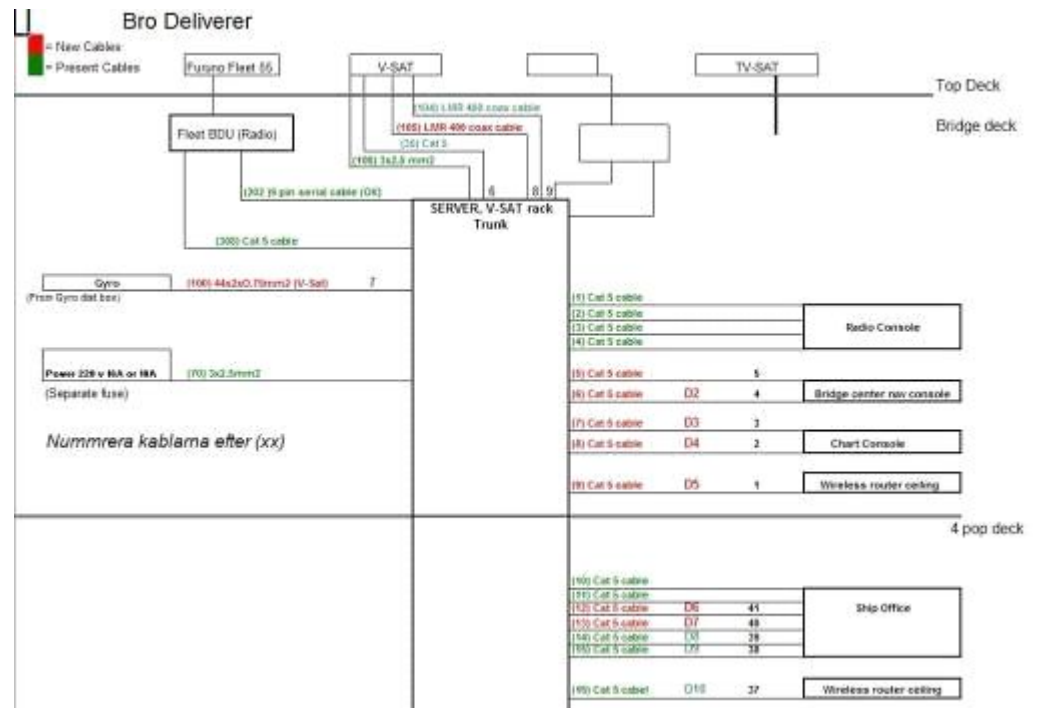 Bro Deliverer
= New Cables
= Present Cables
Furuno Fleet 55
V-SAT
TV-SAT
Top Deck
Bridge deck
Fleet BDU (Radio)
(104) LMR 400 coax cable
(105) LMR 400 coax cable
Cat 5
3x2,5 mm2
(202) 9 pin aerial cable (OK)
6
8
9
SERVER, V-SAT rack
Trunk
Cat 5 cable
Gyro
(100) 44x2x0.75mm2 (V-Sat)
7
(From Gyro dist box)
(1) Cat 5 cable
(2) Cat 5 cable
(3) Cat 5 cable
(4) Cat 5 cable
Radio Console
Power 220 v 16A or 10A
(70) 3x2.5mm2
(Separate fuse)
(5) Cat 5 cable
5
(6) Cat 5 cable
D2
4
Bridge center nav console
Nummrera kablarna efter (xx)
(7) Cat 5 cable
D3
3
(8) Cat 5 cable
D4
2
Chart Console
(9) Cat 5 cable
D5
1
Wireless router ceiling
4 pop deck
(10) Cat 5 cable
(11) Cat 5 cable
(12) Cat 5 cable
D6
41
Ship Office
(13) Cat 5 cable
D7
40
(14) Cat 5 cable
D8
39
(15) Cat 5 cable
D9
38
Cat 5 cabel
D10
37
Wireless router ceiling